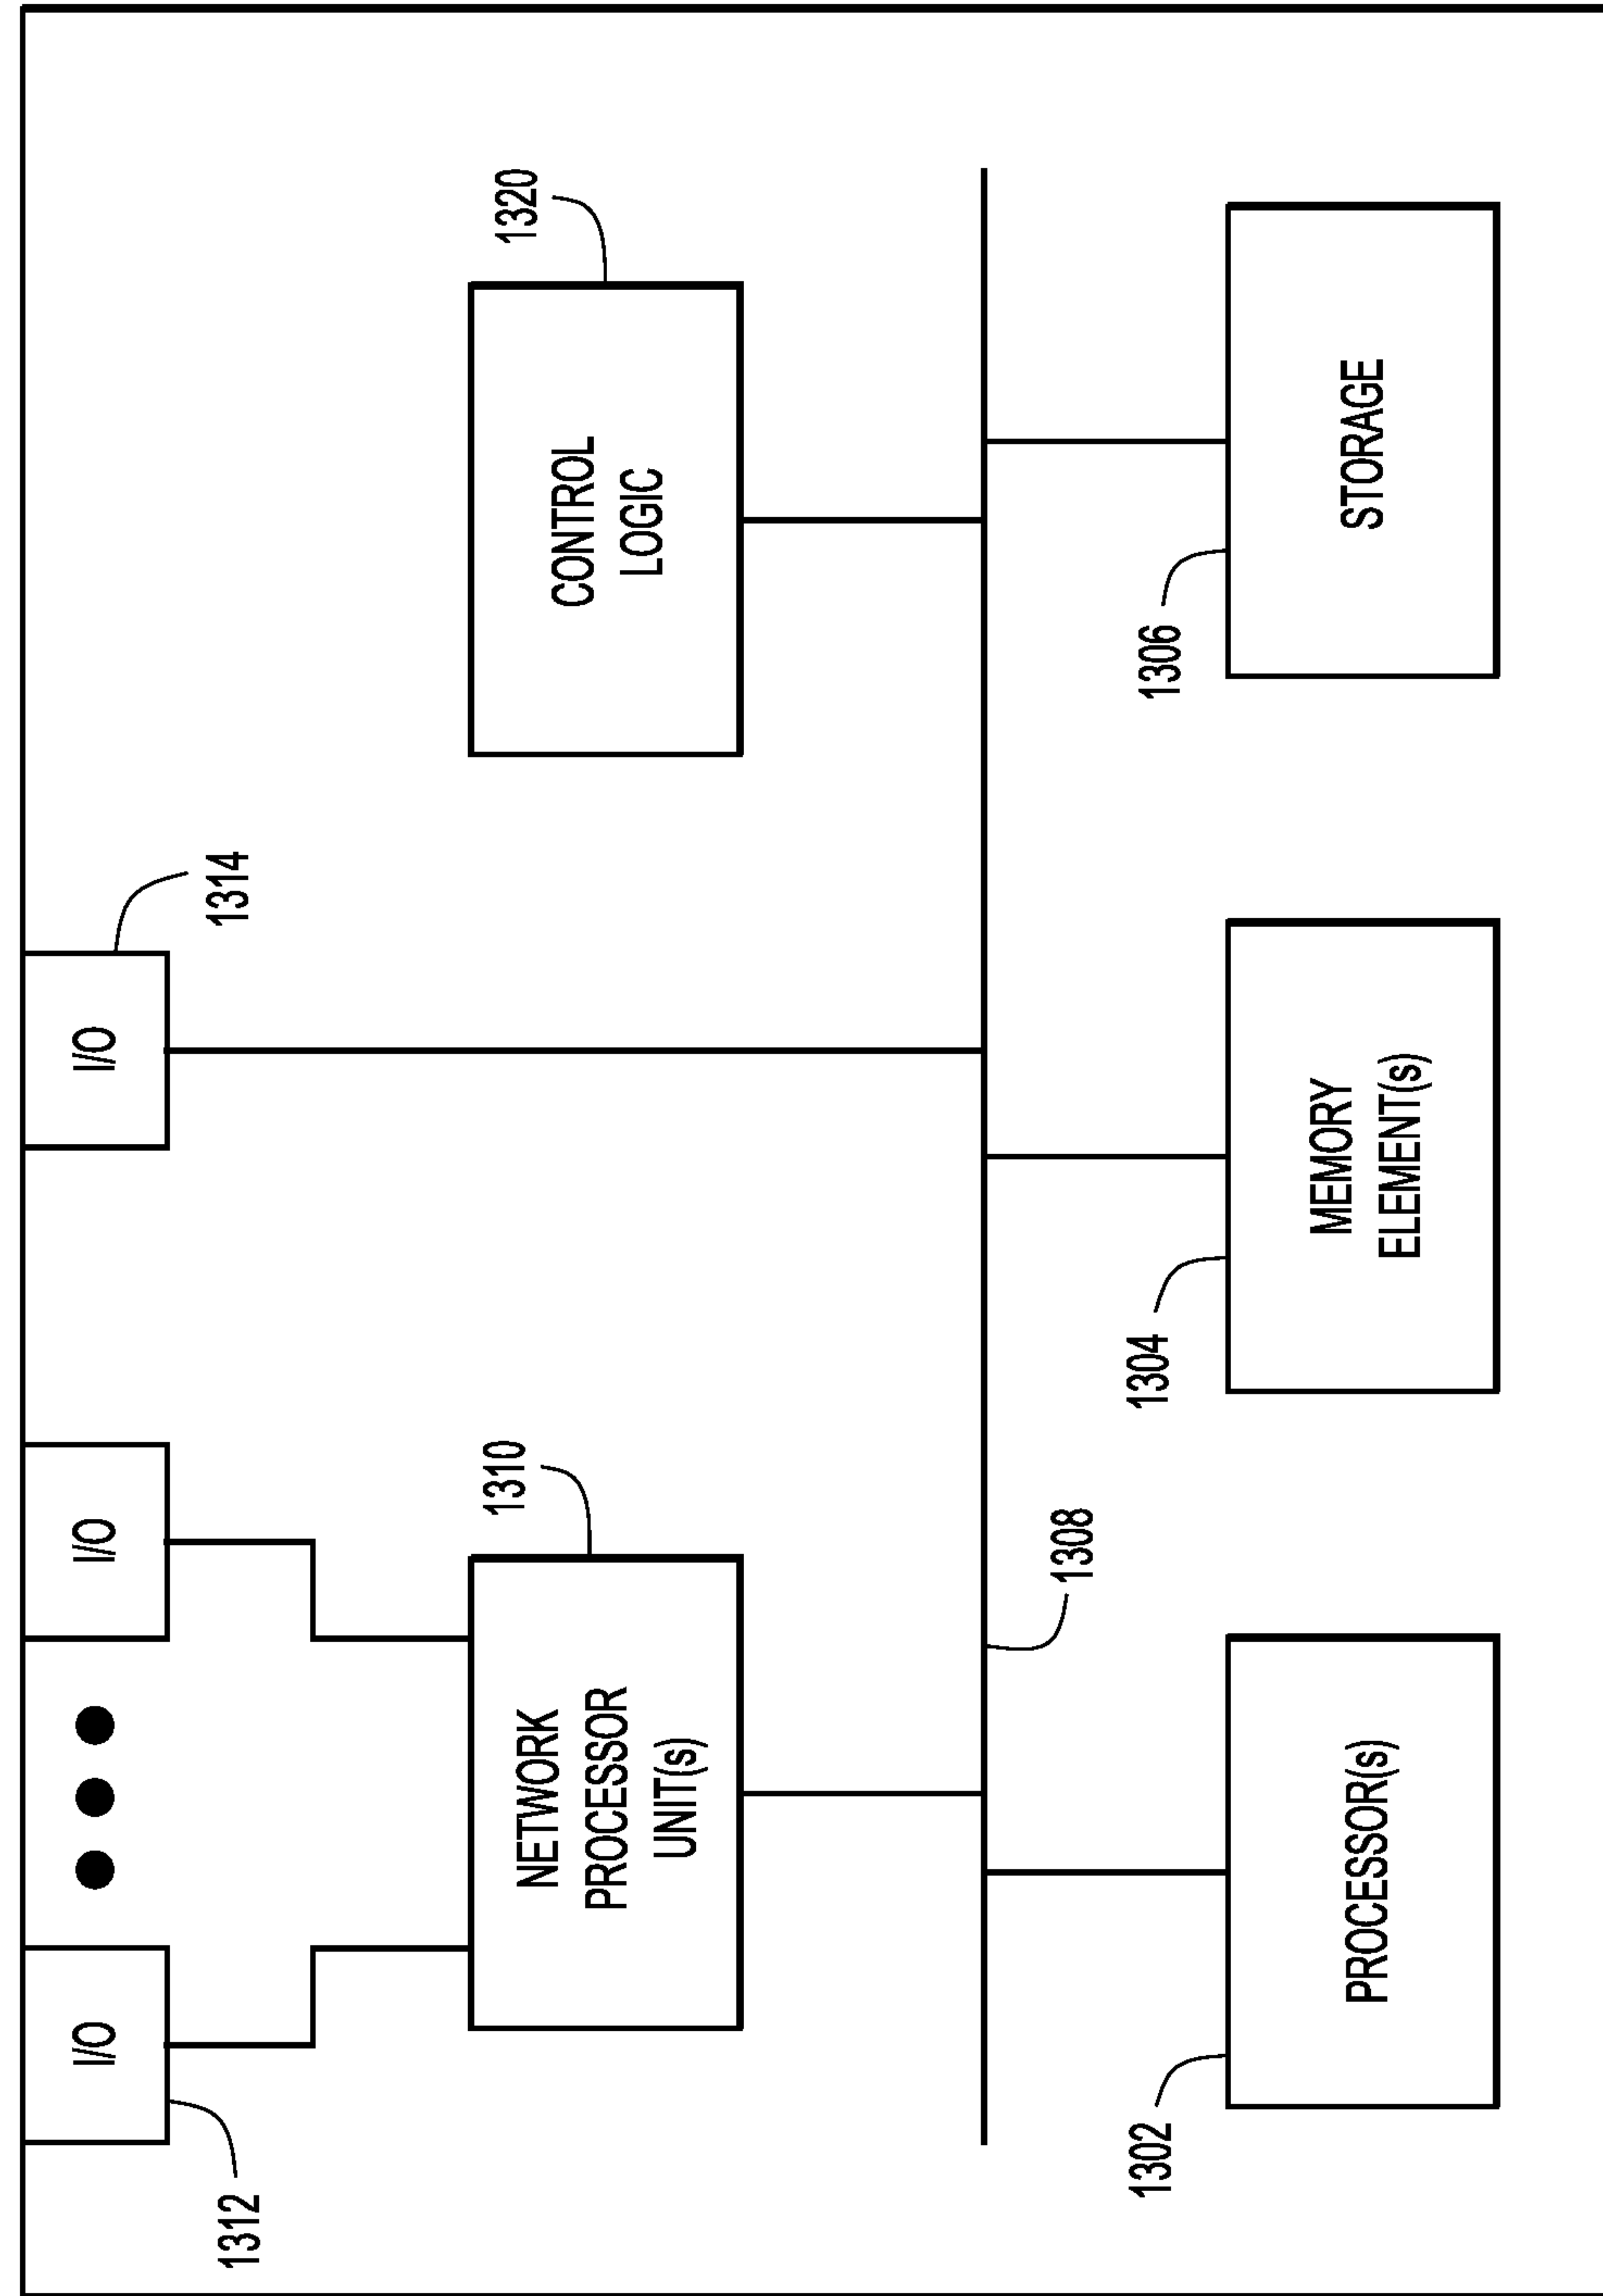 I/O
I/O
I/O
1312
1314
1310
1320
NETWORK
PROCESSOR
UNIT(s)
CONTROL
LOGIC
1308
1302
1304
1306
PROCESSOR(s)
MEMORY
ELEMENT(s)
STORAGE